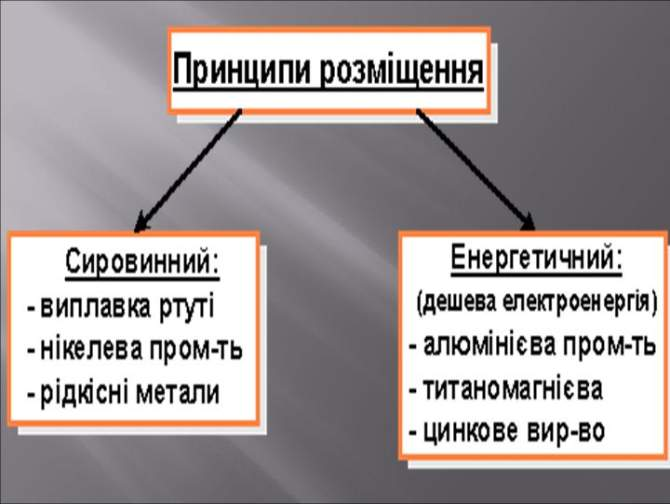 Принципи розміщення
Сировинний:
- виплавка ртуті
- нікелева пром-ть
- рідкісні метали
Енергетичний:
(дешева електроенергія)
- алюмінієва пром-ть
- титаномагнієва
- цинкове вир-во